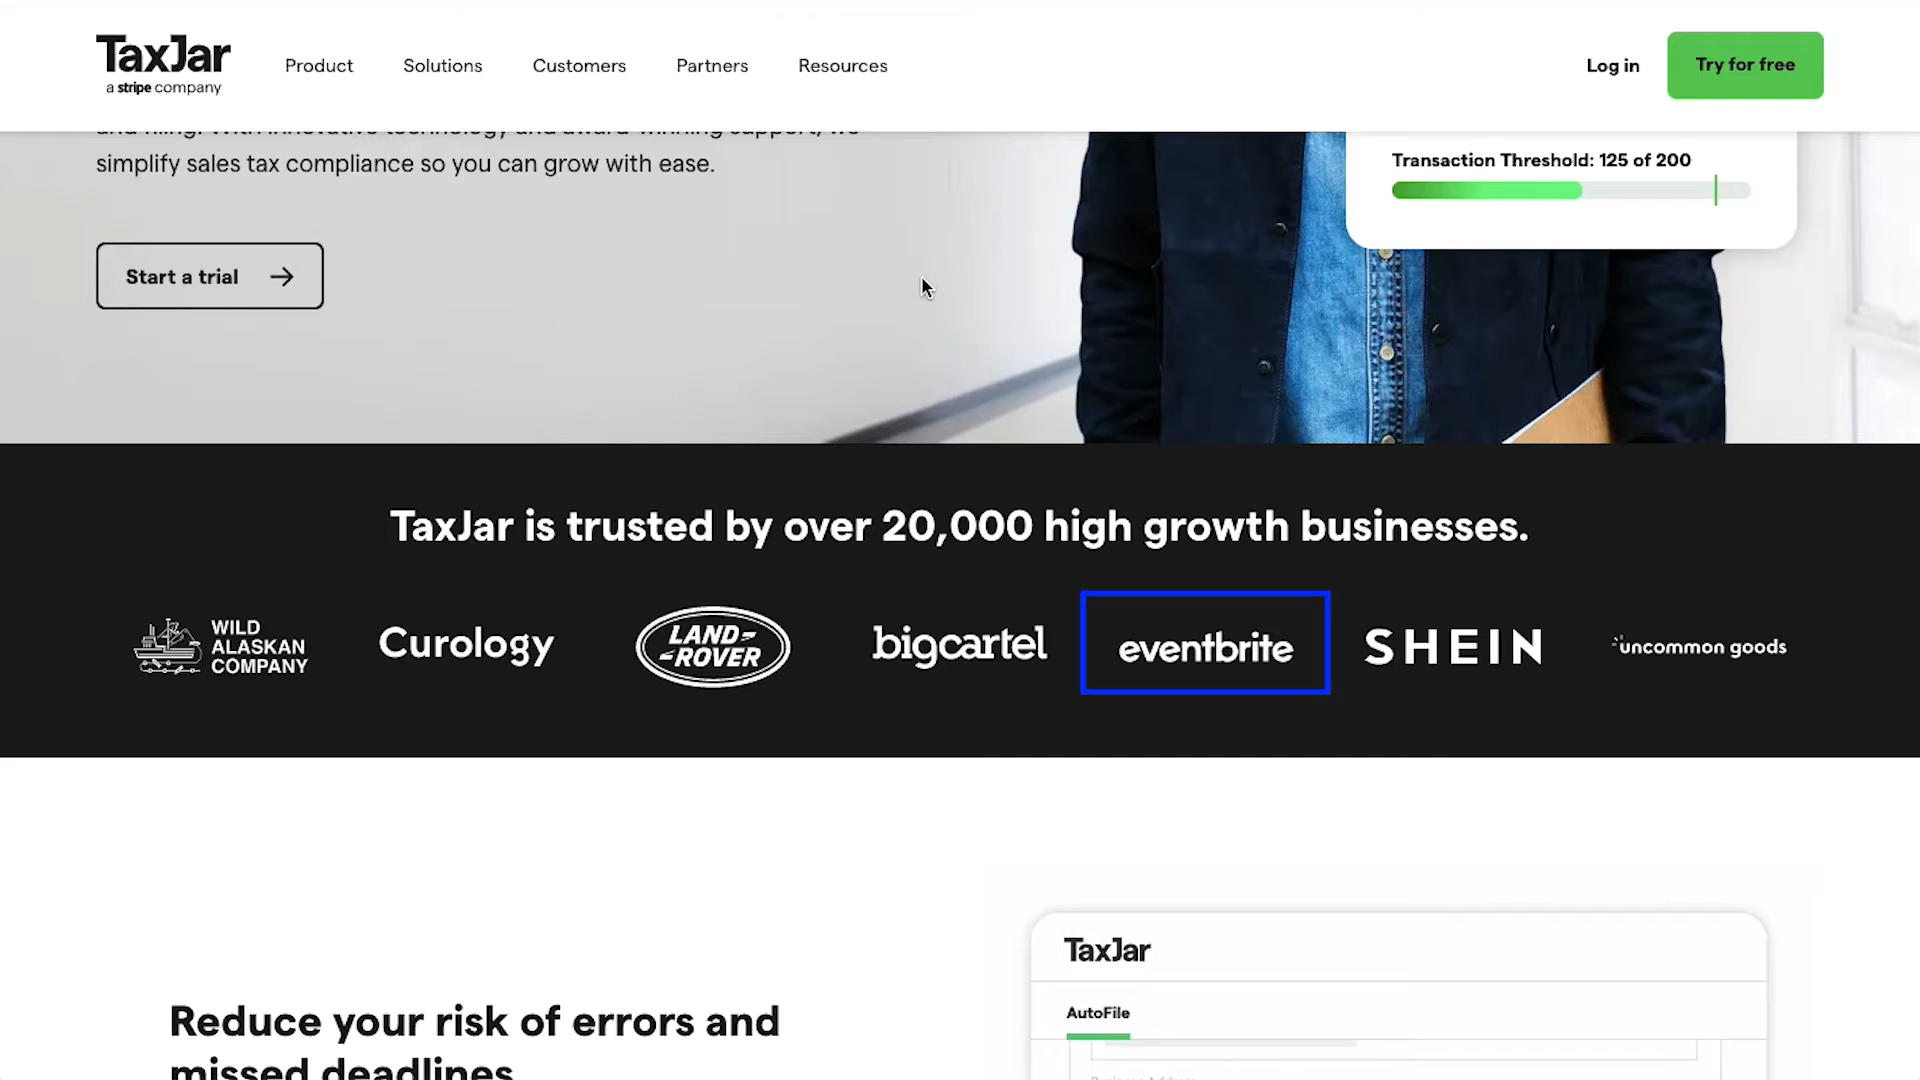 TaxJar
a stripe company
Product
Solutions
Customers
Partners
Resources
Log in
Try for free
simplify sales tax compliance so you can grow with ease.
Start a trial
Transaction Threshold: 125 of 200
TaxJar is trusted by over 20,000 high growth businesses.
WILD
ALASKAN
COMPANY
Curology
LAND-
-ROVER
bigcartel
eventbrite
SHEIN
uncommon goods
Reduce your risk of errors and
missed deadlines
TaxJar
AutoFile